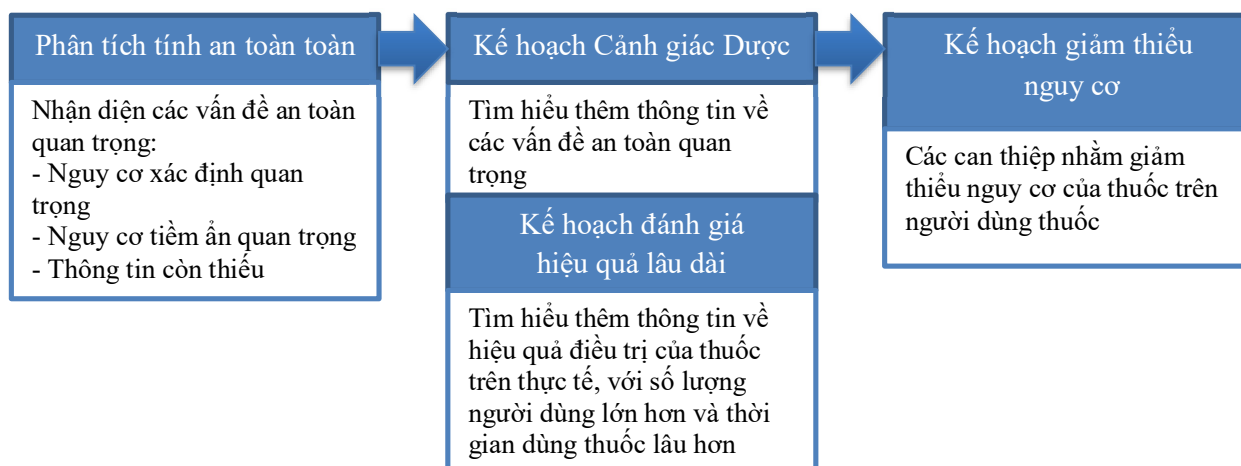 Phân tích tính an toàn toàn
Nhận diện các vấn đề an toàn
quan trọng:
- Nguy cơ xác định quan
trọng
- Nguy cơ tiềm ẩn quan trọng
- Thông tin còn thiếu
Kế hoạch Cảnh giác Dược
Tìm hiểu thêm thông tin về
các vấn đề an toàn quan
trọng
Kế hoạch đánh giá
hiệu quả lâu dài
Tìm hiểu thêm thông tin về
hiệu quả điều trị của thuốc
trên thực tế, với số lượng
người dùng lớn hơn và thời
gian dùng thuốc lâu hơn
Kế hoạch giảm thiểu
nguy cơ
Các can thiệp nhằm giảm
thiểu nguy cơ của thuốc trên
người dùng thuốc